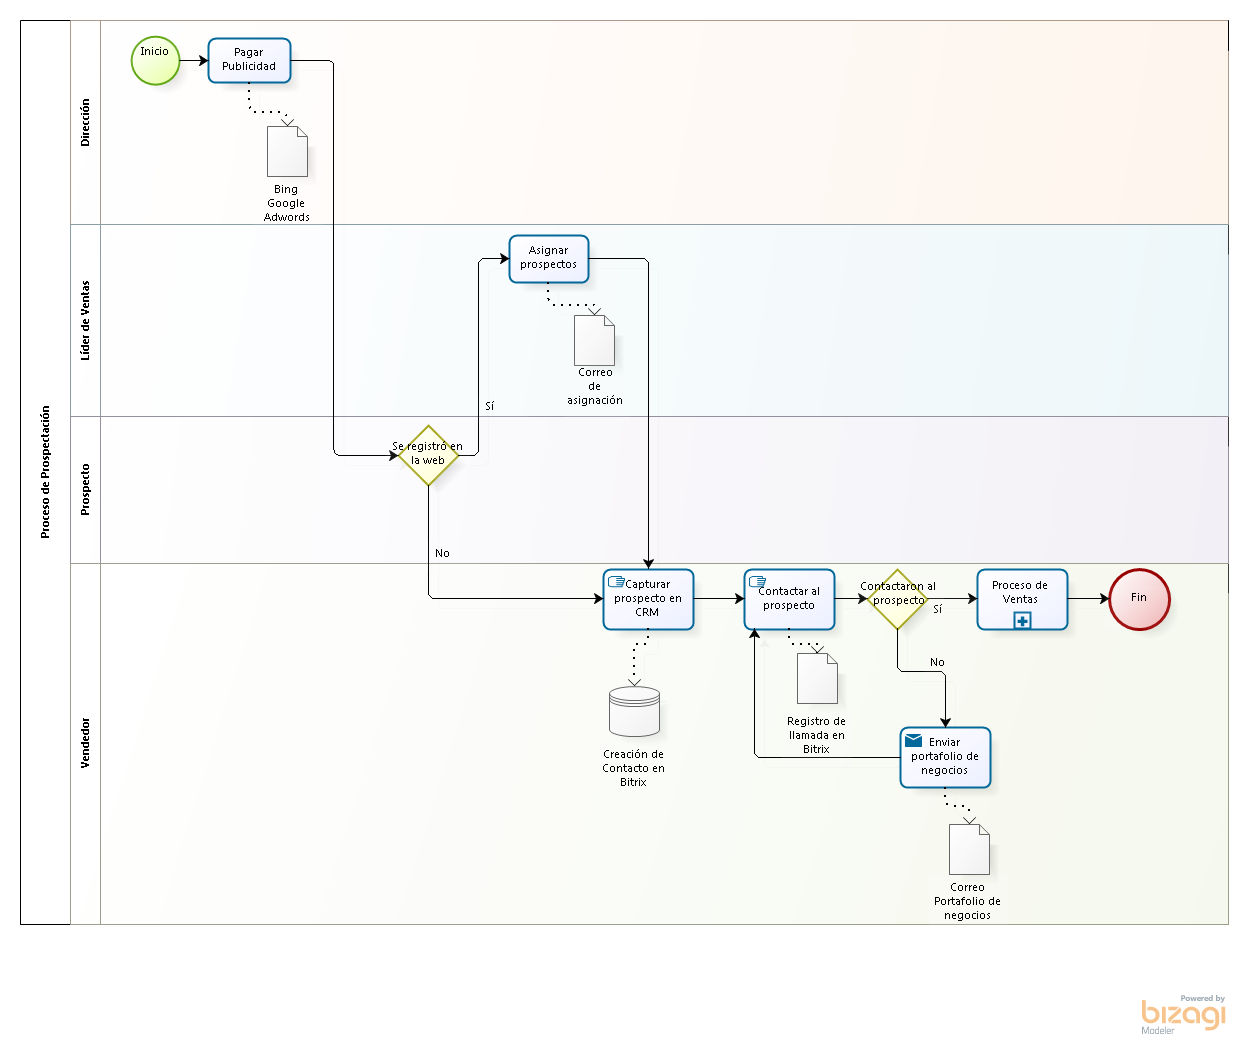 Proceso de Prospectación
Dirección
Inicio
Pagar
Publicidad
Bing
Google
Adwords
Líder de Ventas
Asignar
prospectos
Correo
de
asignación
Sí
Prospecto
Se registró en
la web
No
Vendedor
Capturar
prospecto en
CRM
Creación de
Contacto en
Bitrix
Contactar al
prospecto
Registro de
llamada en
Bitrix
Contactaron al
prospecto
Sí
No
Proceso de
Ventas
Fin
Enviar
portafolio de
negocios
Correo
Portafolio de
negocios
Powered by
bizagi
Modeler